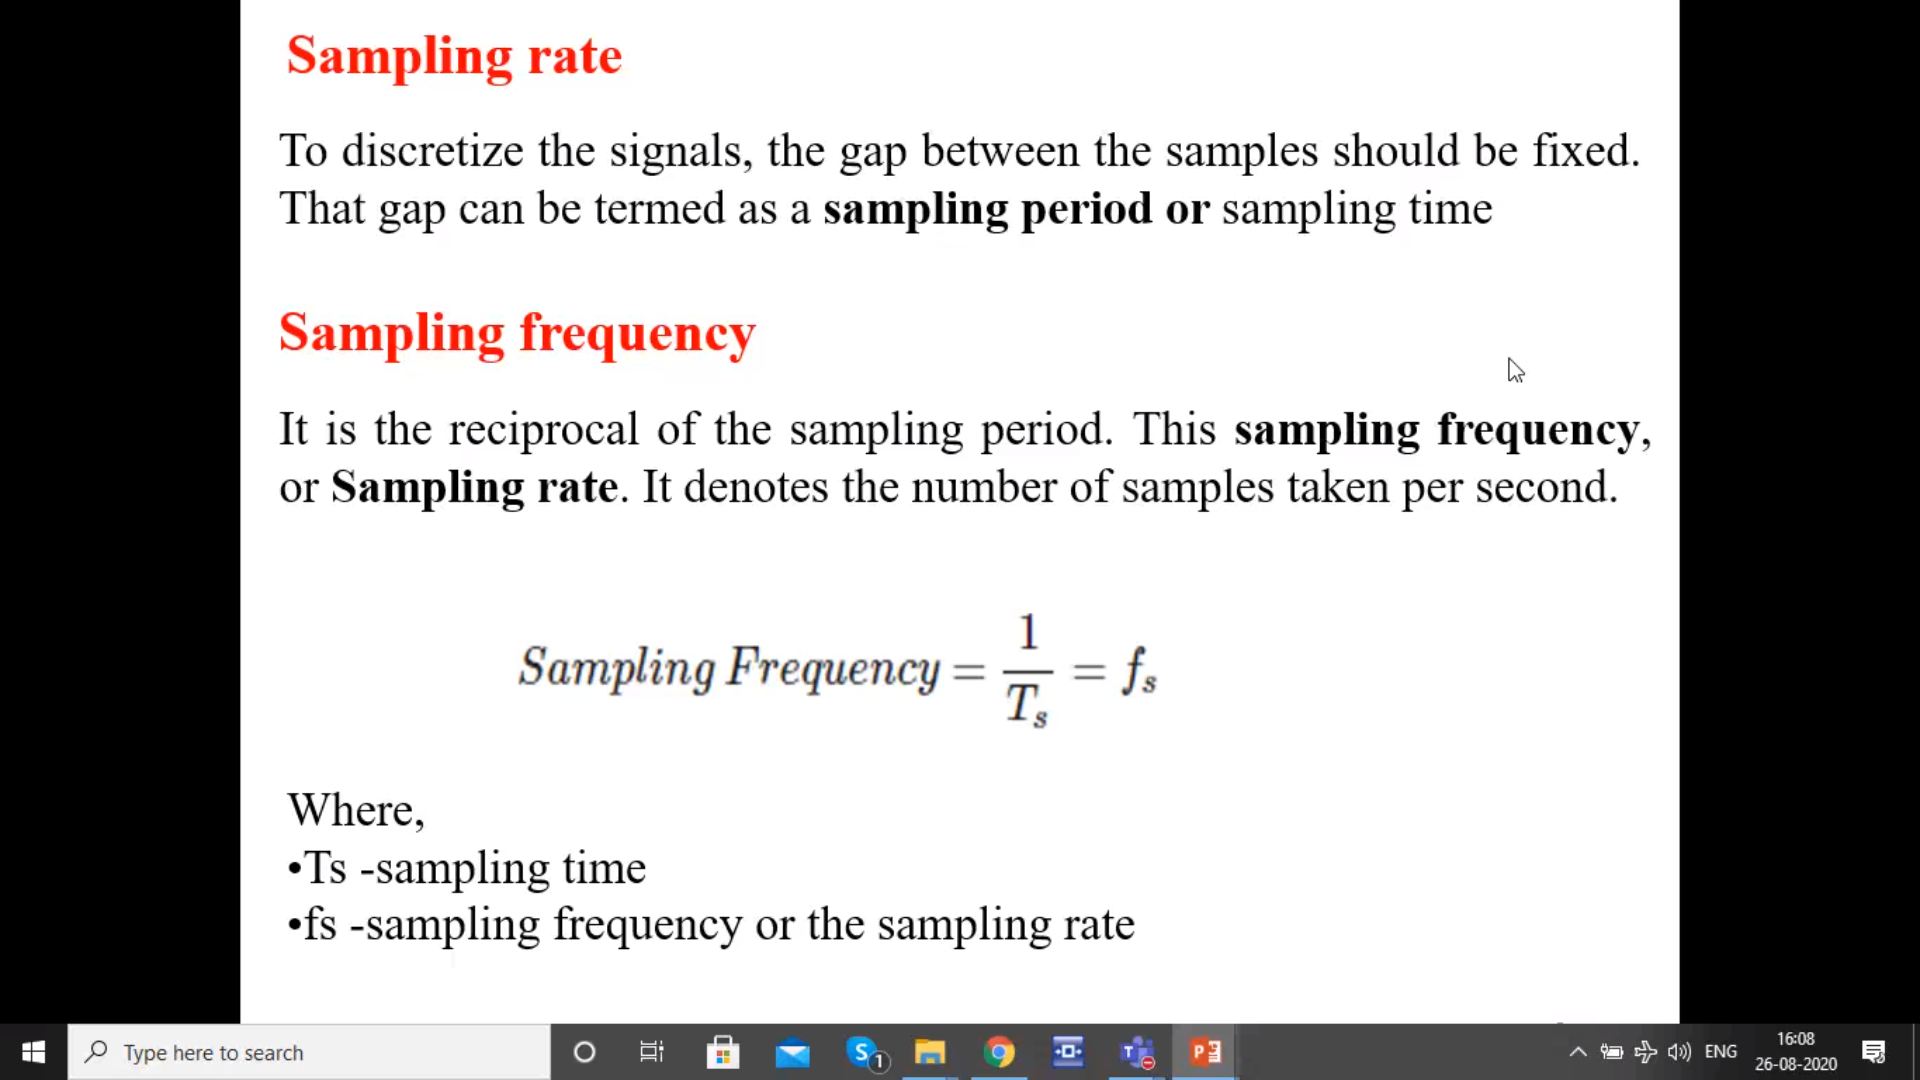 Sampling rate
To discretize the signals, the gap between the samples should be fixed.
That gap can be termed as a sampling period or sampling time
Sampling frequency
It is the reciprocal of the sampling period. This sampling frequency,
or Sampling rate. It denotes the number of samples taken per second.
Sampling Frequency = 1/Tₛ = fₛ
Where,
•Ts -sampling time
•fs -sampling frequency or the sampling rate
Type here to search
S 1
P
ENG
16:08
26-08-2020